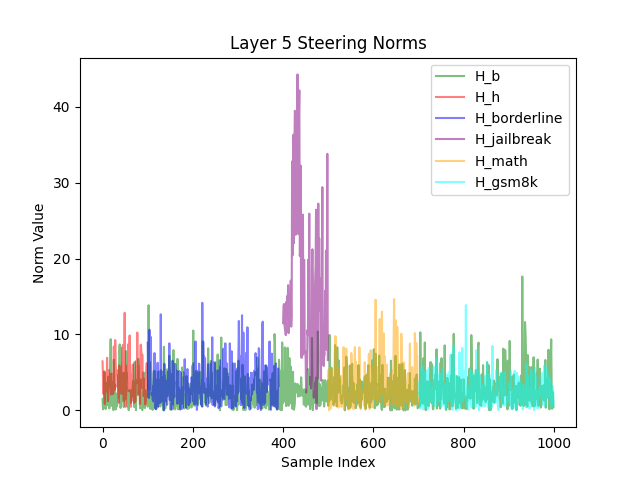 Layer 5 Steering Norms
Norm Value
40
30
20
10
0
0 200 400 600 800 1000
Sample Index
H_b
H_h
H_borderline
H_jailbreak
H_math
H_gsm8k